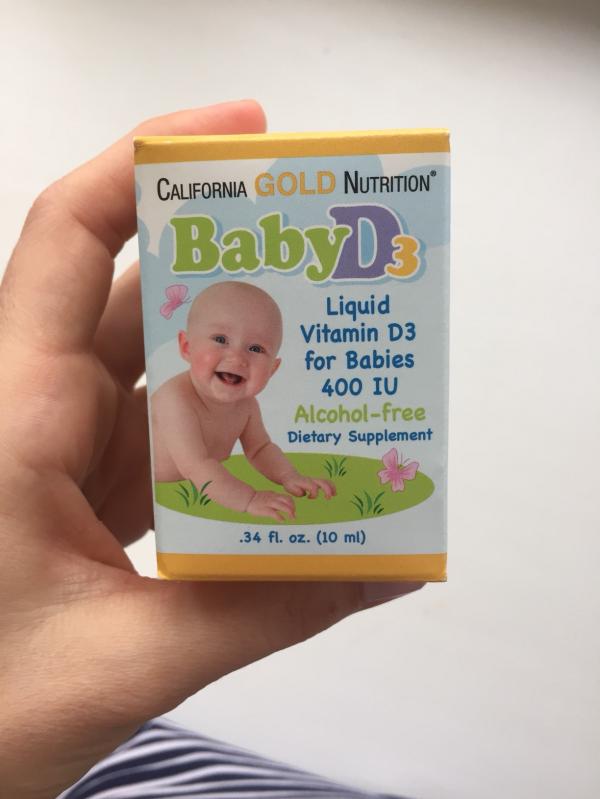 CALIFORNIA GOLD NUTRITION®
BabyD3
Liquid
Vitamin D3
for Babies
400 IU
Alcohol-free
Dietary Supplement
.34 fl. oz. (10 ml)